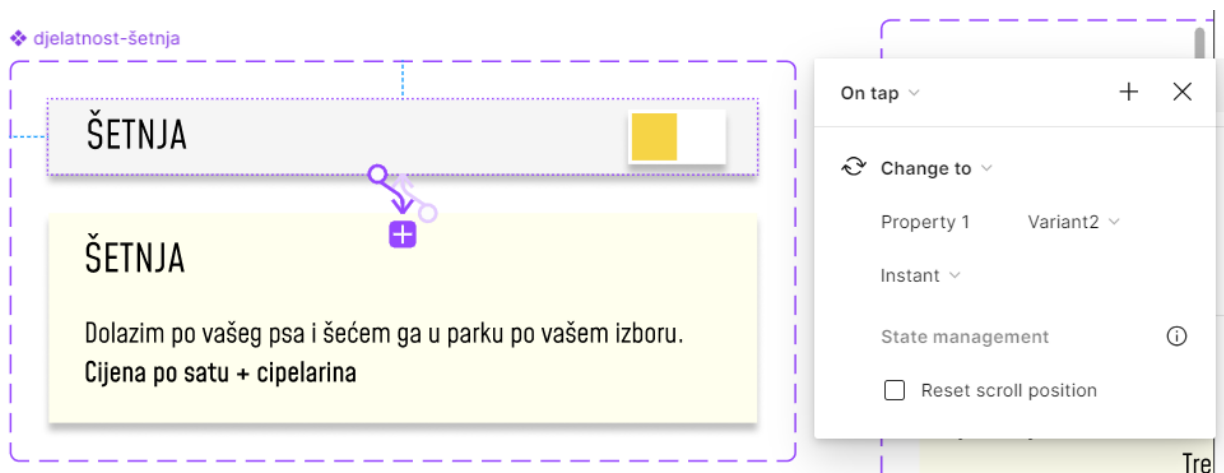 djelatnost-šetnja
ŠETNJA
ŠETNJA
Dolazim po vašeg psa i šećem ga u parku po vašem izboru.
Cijena po satu + cipelarina
On tap
Change to
Property 1 Variant2
Instant
State management
Reset scroll position
Tre